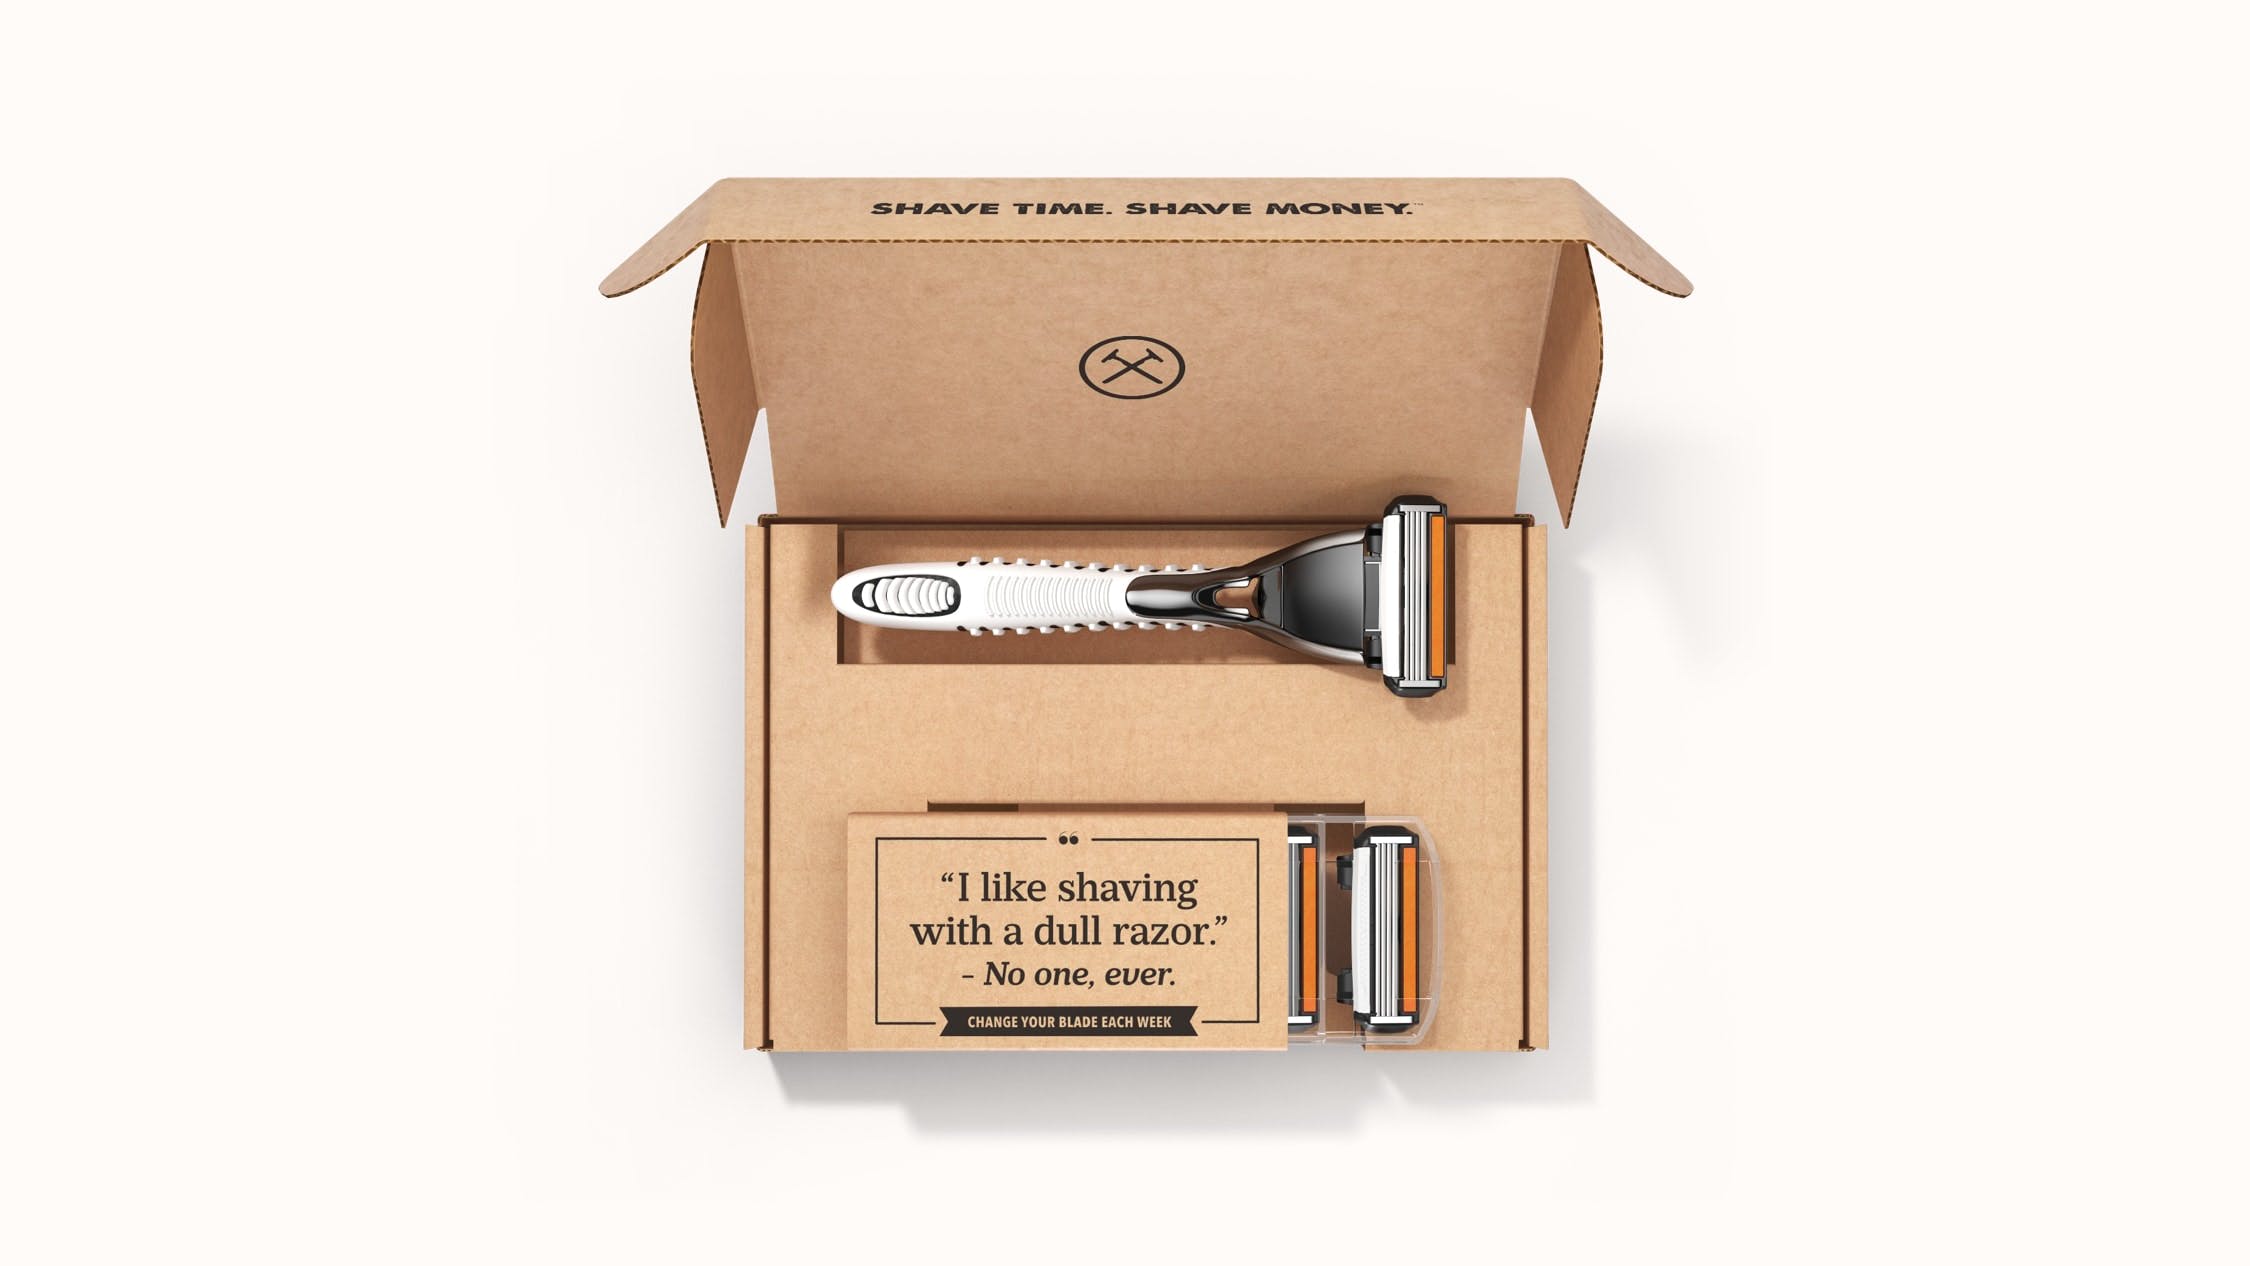 SHAVE TIME. SHAVE MONEY.™
“
“I like shaving
with a dull razor.”
– No one, ever.
CHANGE YOUR BLADE EACH WEEK